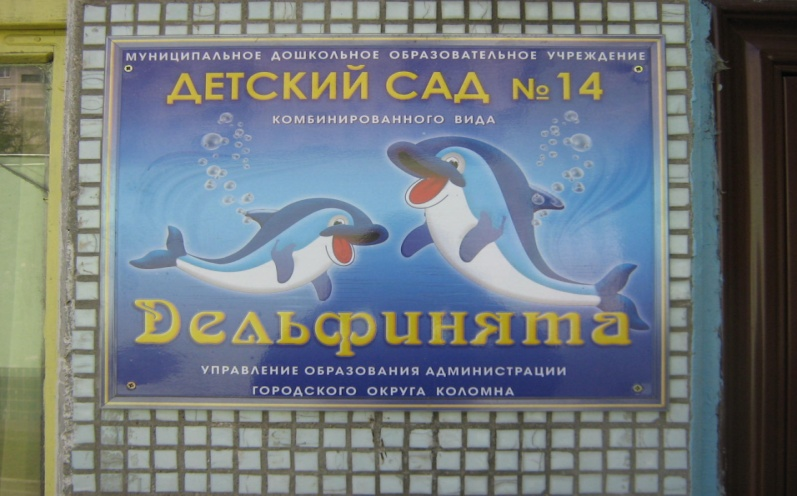 МУНИЦИПАЛЬНОЕ ДОШКОЛЬНОЕ ОБРАЗОВАТЕЛЬНОЕ УЧРЕЖДЕНИЕ
ДЕТСКИЙ САД №14
КОМБИНИРОВАННОГО ВИДА
Дельфинята
УПРАВЛЕНИЕ ОБРАЗОВАНИЯ АДМИНИСТРАЦИИ
ГОРОДСКОГО ОКРУГА КОЛОМНА